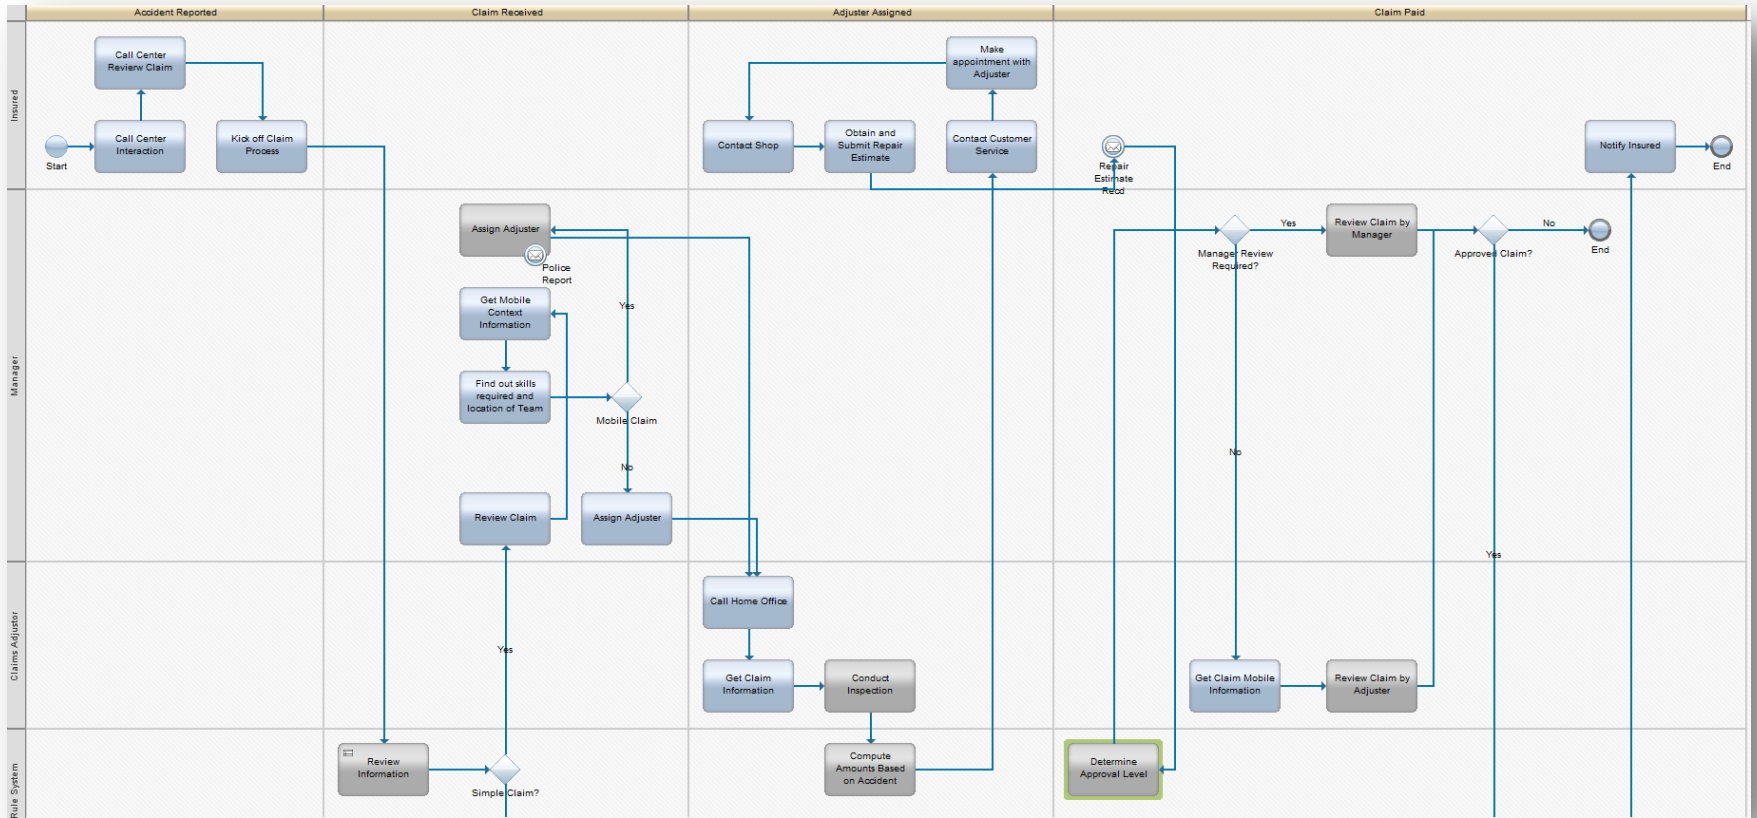 Accident Reported
Claim Received
Adjuster Assigned
Claim Paid
Insured
Call Center
Review Claim
Make
appointment with
Adjuster
Start
Call Center
Interaction
Kick off Claim
Process
Contact Shop
Obtain and
Submit Repair
Estimate
Contact Customer
Service
Repair
Estimate
Recd
Notify Insured
End
Manager
Assign Adjuster
Police
Report
Manager Review
Required?
Yes
Review Claim by
Manager
Approved Claim?
No
End
Get Mobile
Context
Information
Yes
Find out skills
required and
location of Team
Mobile Claim
No
No
Review Claim
Assign Adjuster
Yes
Claims Adjustor
Call Home Office
Yes
Get Claim
Information
Conduct
Inspection
Get Claim Mobile
Information
Review Claim by
Adjuster
Rule System
Review
Information
Simple Claim?
Compute
Amounts Based
on Accident
Determine
Approval Level